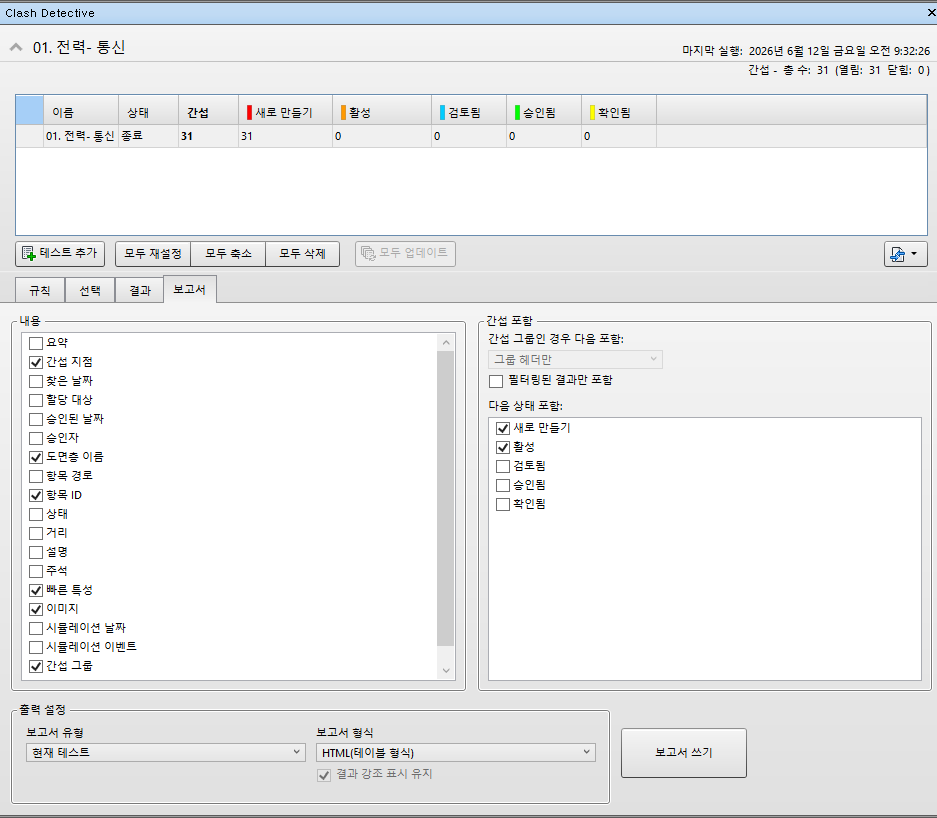 Clash Detective
01. 전력- 통신
마지막 실행: 2026년 6월 12일 금요일 오전 9:32:26
간섭 - 총 수: 31 (열림: 31 닫힘: 0 )
이름 상태 간섭 새로 만들기 활성 검토됨 승인됨 확인됨
01. 전력- 통신 종료 31 31 0 0 0 0
테스트 추가 모두 재설정 모두 축소 모두 삭제 모두 업데이트
규칙 선택 결과 보고서
내용
요약
간섭 지점
찾은 날짜
할당 대상
승인된 날짜
승인자
도면층 이름
항목 경로
항목 ID
상태
거리
설명
주석
빠른 특성
이미지
시뮬레이션 날짜
시뮬레이션 이벤트
간섭 그룹
간섭 포함
간섭 그룹인 경우 다음 포함:
그룹 헤더만
필터링된 결과만 포함
다음 상태 포함:
새로 만들기
활성
검토됨
승인됨
확인됨
출력 설정
보고서 유형 보고서 형식
현재 테스트 HTML(테이블 형식)
결과 강조 표시 유지
보고서 쓰기